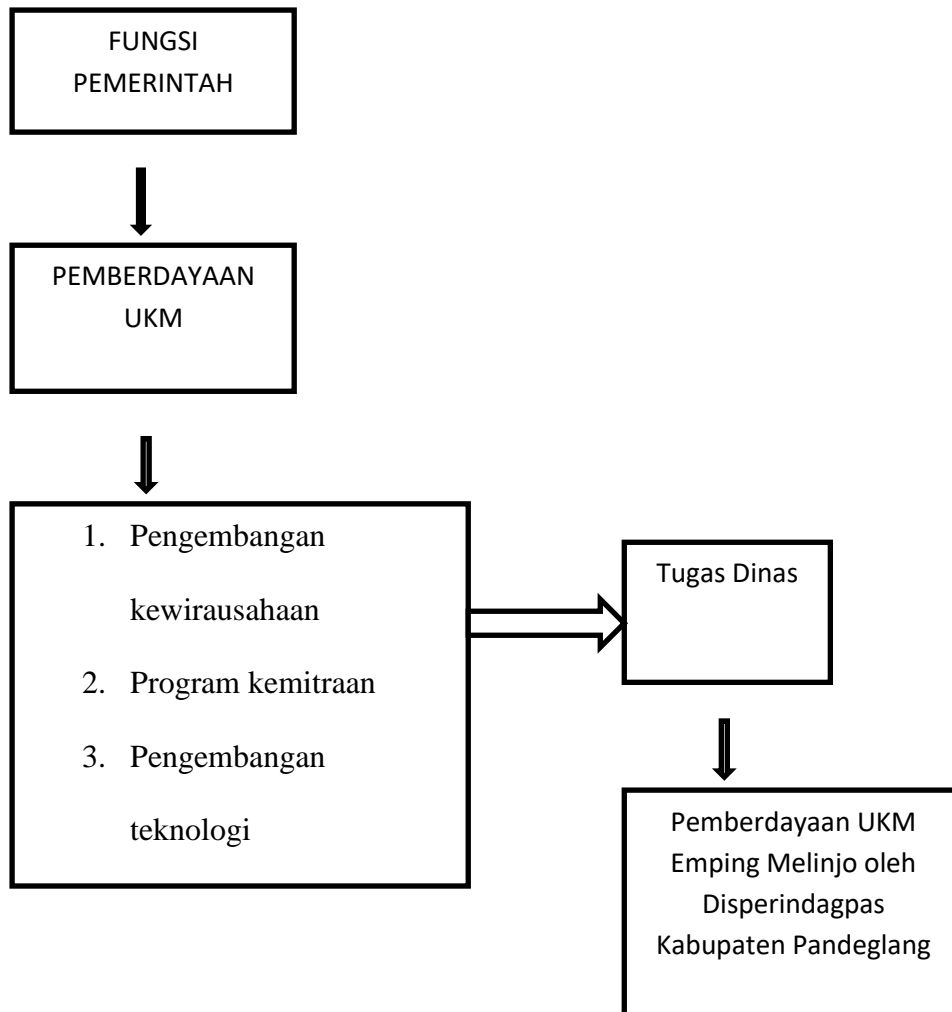 FUNGSI
PEMERINTAH
PEMBERDAYAAN
UKM
1. Pengembangan
kewirausahaan
2. Program kemitraan
3. Pengembangan
teknologi
Tugas Dinas
Pemberdayaan UKM
Emping Melinjo oleh
Disperindagpas
Kabupaten Pandeglang